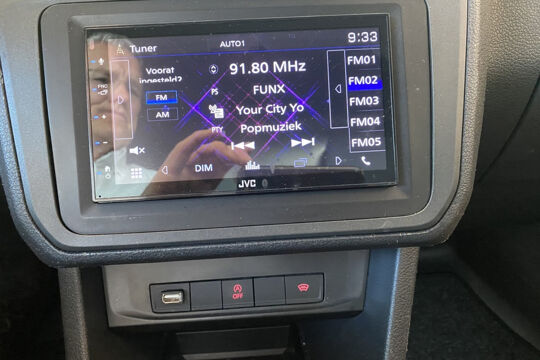 Tuner
AUTO1
9:33
Voorat
ingesteld?
91.80 MHz
FM01
PS
FUNX
FM
FM02
Your City Yo
FM03
AM
PTY
Popmuziek
FM04
DIM
FM05
JVC
OFF